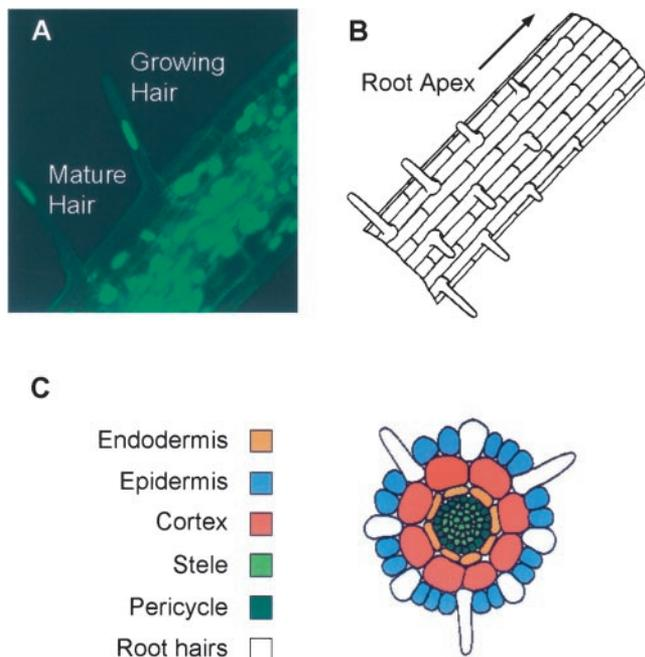 A
Growing
Hair
Mature
Hair
B
Root Apex
C
Endodermis
Epidermis
Cortex
Stele
Pericycle
Root hairs